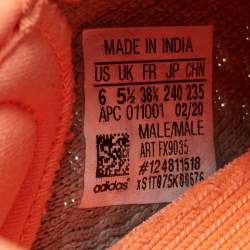 MADE IN INDIA
US UK FR JP CHN
6 5½ 38⅔ 240 235
APC 011001 02/20
MALE/MALE
ART FX9035
#124811518
adidas xS1T875K00676